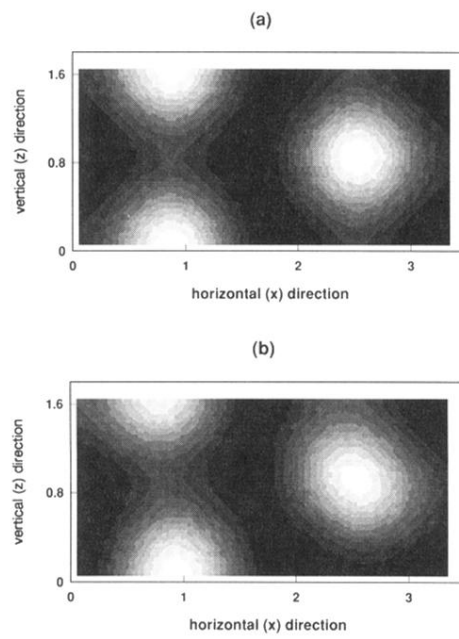 (a)
vertical (z) direction
1.6
0.8
0
0
1
2
3
horizontal (x) direction
(b)
vertical (z) direction
1.6
0.8
0
0
1
2
3
horizontal (x) direction